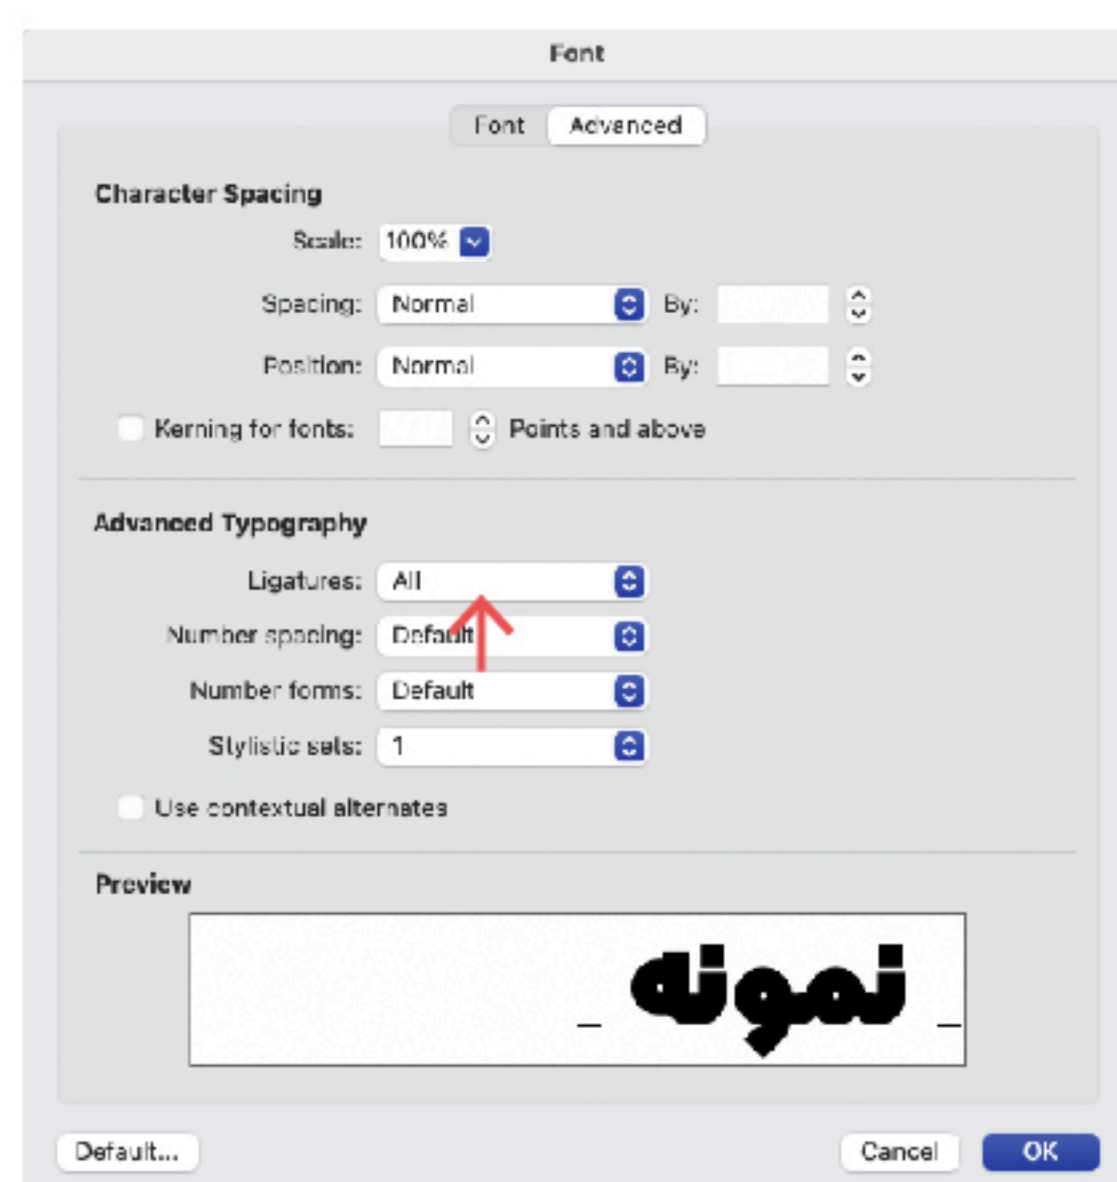 Font
Font Advanced
Character Spacing
Scale: 100%
Spacing: Normal By:
Position: Normal By:
Kerning for fonts: Points and above
Advanced Typography
Ligatures: All
Number spacing: Default
Number forms: Default
Stylistic sets: 1
Use contextual alternates
Preview
نمونه
Default... Cancel OK